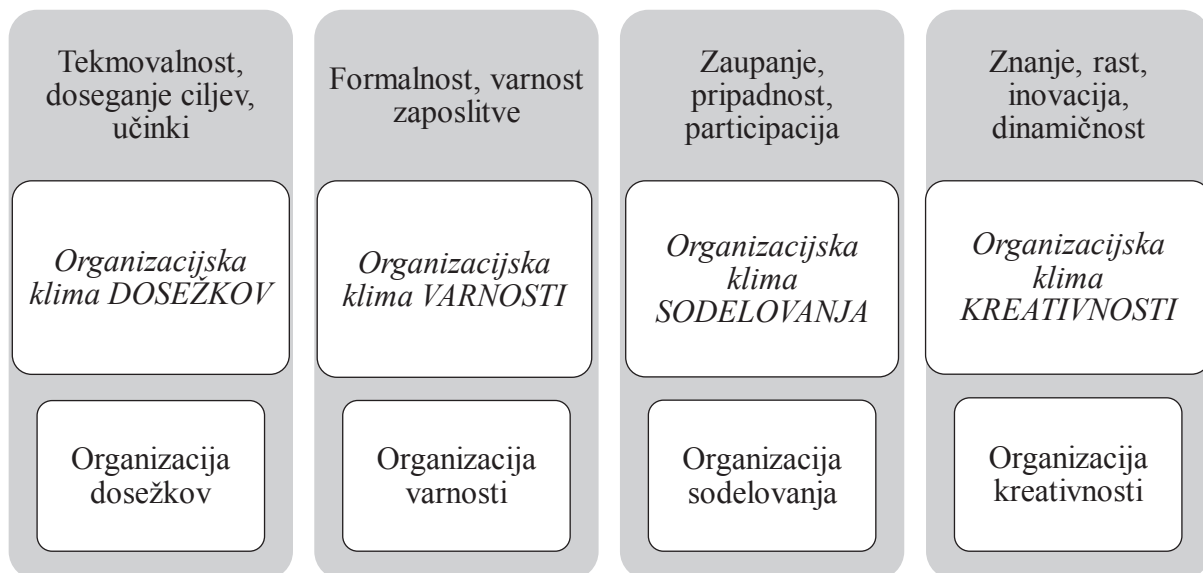 Tekmovalnost,
doseganje ciljev,
učinki
Organizacijska
klima DOSEŽKOV
Organizacija
dosežkov
Formalnost, varnost
zaposlitve
Organizacijska
klima VARNOSTI
Organizacija
varnosti
Zaupanje,
pripadnost,
participacija
Organizacijska
klima
SODELOVANJA
Organizacija
sodelovanja
Znanje, rast,
inovacija,
dinamičnost
Organizacijska
klima
KREATIVNOSTI
Organizacija
kreativnosti